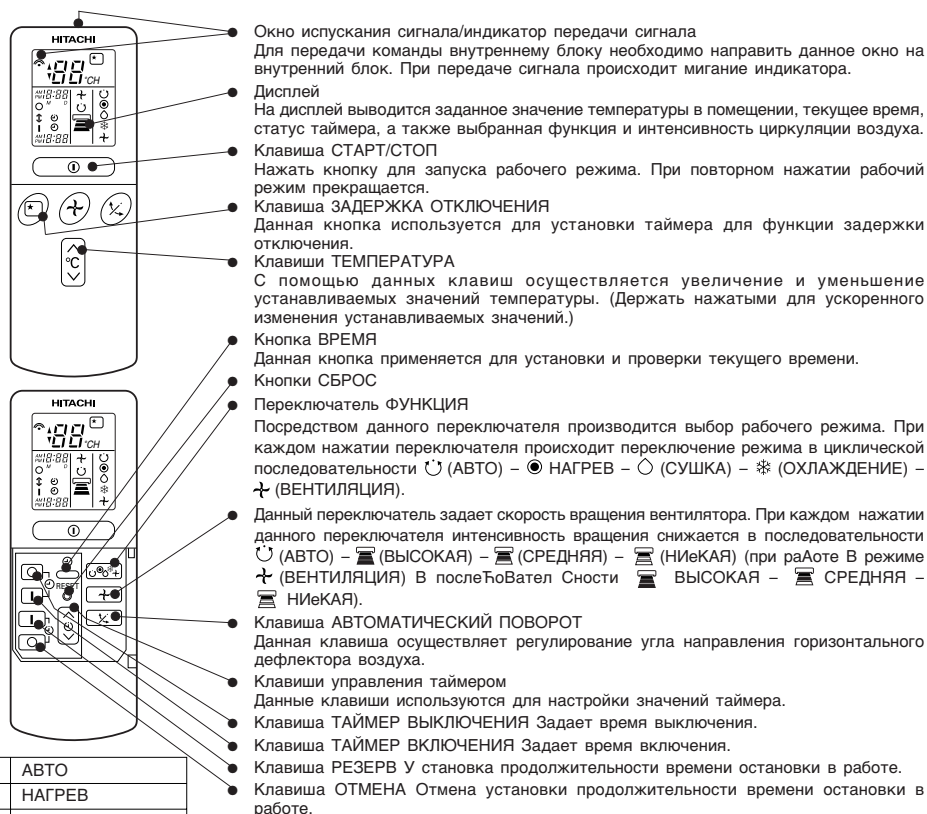 HITACHI
Окно испускания сигнала/индикатор передачи сигнала
Для передачи команды внутреннему блоку необходимо направить данное окно на
внутренний блок. При передаче сигнала происходит мигание индикатора.
Дисплей
На дисплей выводится заданное значение температуры в помещении, текущее время,
статус таймера, а также выбранная функция и интенсивность циркуляции воздуха.
Клавиша СТАРТ/СТОП
Нажать кнопку для запуска рабочего режима. При повторном нажатии рабочий
режим прекращается.
Клавиша ЗАДЕРЖКА ОТКЛЮЧЕНИЯ
Данная кнопка используется для установки таймера для функции задержки
отключения.
°C
Клавиши ТЕМПЕРАТУРА
С помощью данных клавиш осуществляется увеличение и уменьшение
устанавливаемых значений температуры. (Держать нажатыми для ускоренного
изменения устанавливаемых значений.)
Кнопка ВРЕМЯ
Данная кнопка применяется для установки и проверки текущего времени.
Кнопки СБРОС
HITACHI
Переключатель ФУНКЦИЯ
Посредством данного переключателя производится выбор рабочего режима. При
каждом нажатии переключателя происходит переключение режима в циклической
последовательности (АВТО) – НАГРЕВ – (СУШКА) – (ОХЛАЖДЕНИЕ) –
(ВЕНТИЛЯЦИЯ).
Данный переключатель задает скорость вращения вентилятора. При каждом нажатии
данного переключателя интенсивность вращения снижается в последовательности
(АВТО) – (ВЫСОКАЯ) – (СРЕДНЯЯ) – (НИеКАЯ) (при раАоте В режиме
(ВЕНТИЛЯЦИЯ) В послеЂоВател Сности ВЫСОКАЯ – СРЕДНЯЯ –
НИеКАЯ).
RESET
Клавиша АВТОМАТИЧЕСКИЙ ПОВОРОТ
Данная клавиша осуществляет регулирование угла направления горизонтального
дефлектора воздуха.
Клавиши управления таймером
Данные клавиши используются для настройки значений таймера.
Клавиша ТАЙМЕР ВЫКЛЮЧЕНИЯ Задает время выключения.
Клавиша ТАЙМЕР ВКЛЮЧЕНИЯ Задает время включения.
Клавиша РЕЗЕРВ У становка продолжительности времени остановки в работе.
Клавиша ОТМЕНА Отмена установки продолжительности времени остановки в
работе.
АВТО
НАГРЕВ